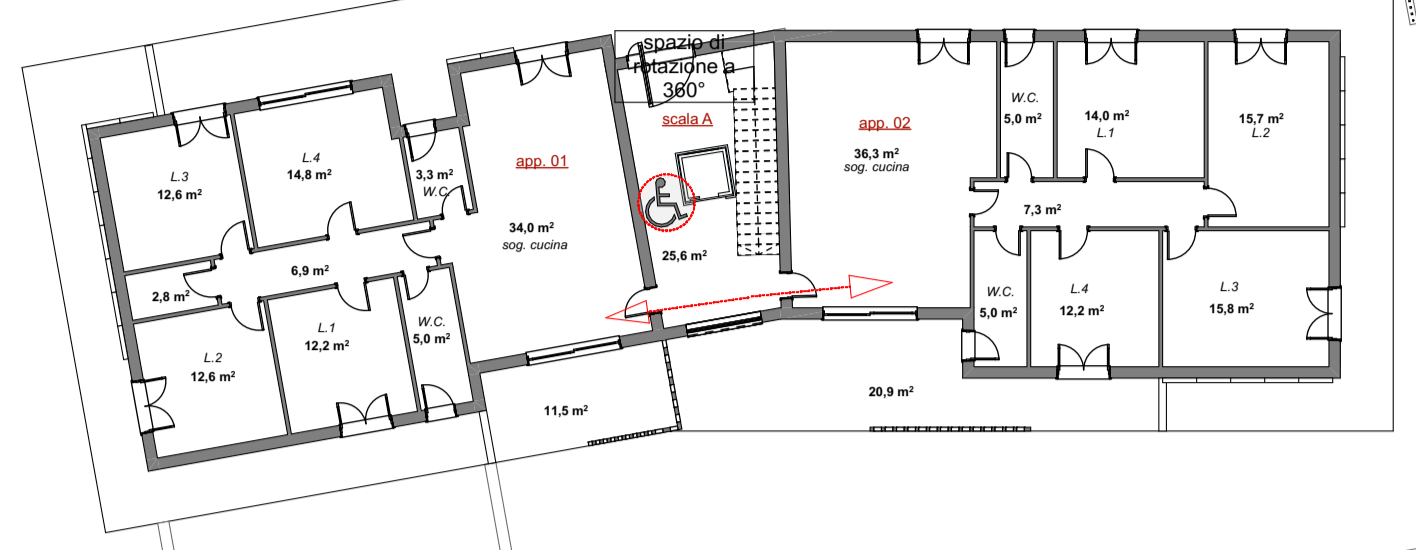 spazio di
rotazione a
360°
scala A
25,6 m²
app. 01
34,0 m²
sog. cucina
L.3
12,6 m²
L.4
14,8 m²
3,3 m²
W.C.
6,9 m²
2,8 m²
L.2
12,6 m²
L.1
12,2 m²
W.C.
5,0 m²
11,5 m²
app. 02
36,3 m²
sog. cucina
W.C.
5,0 m²
14,0 m²
L.1
15,7 m²
L.2
7,3 m²
W.C.
5,0 m²
L.4
12,2 m²
L.3
15,8 m²
20,9 m²